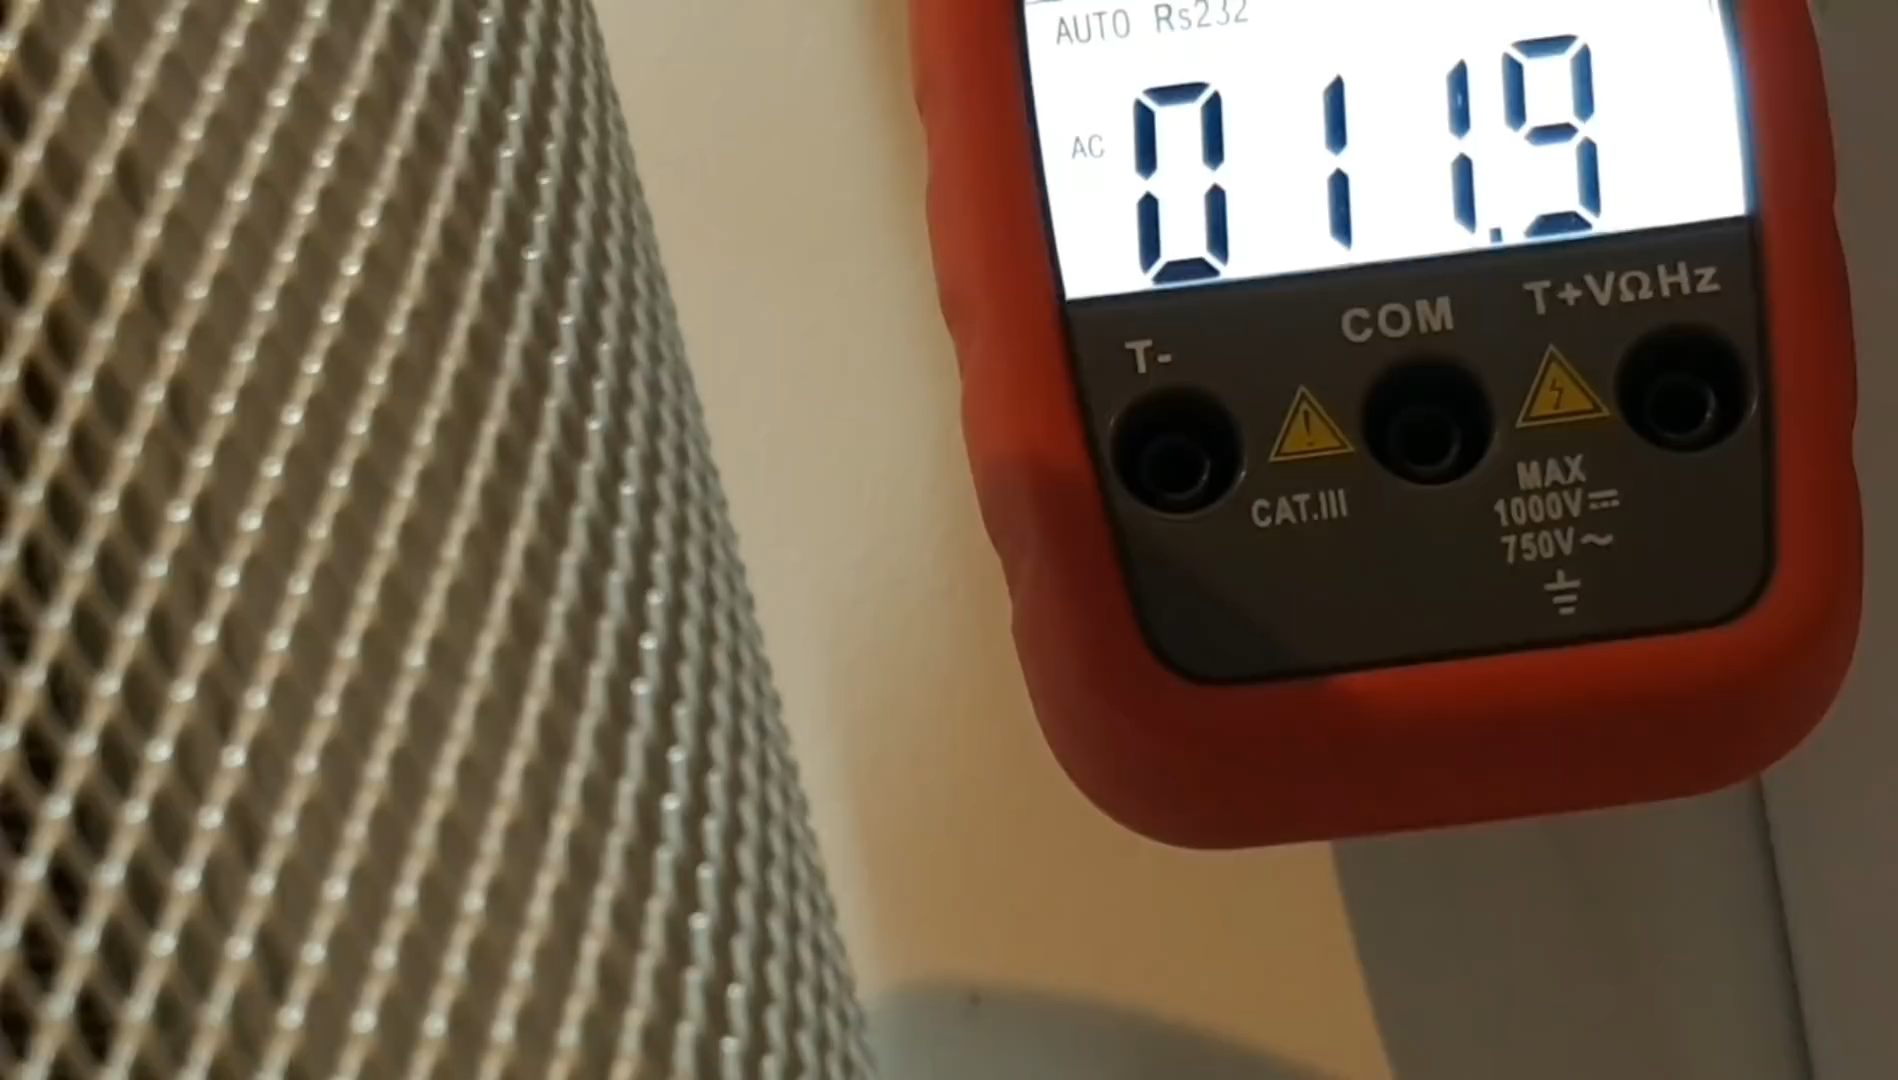 AUTO Rs232
AC 011.9
T- COM T+VΩHz
CAT.III
MAX
1000V⎓
750V～